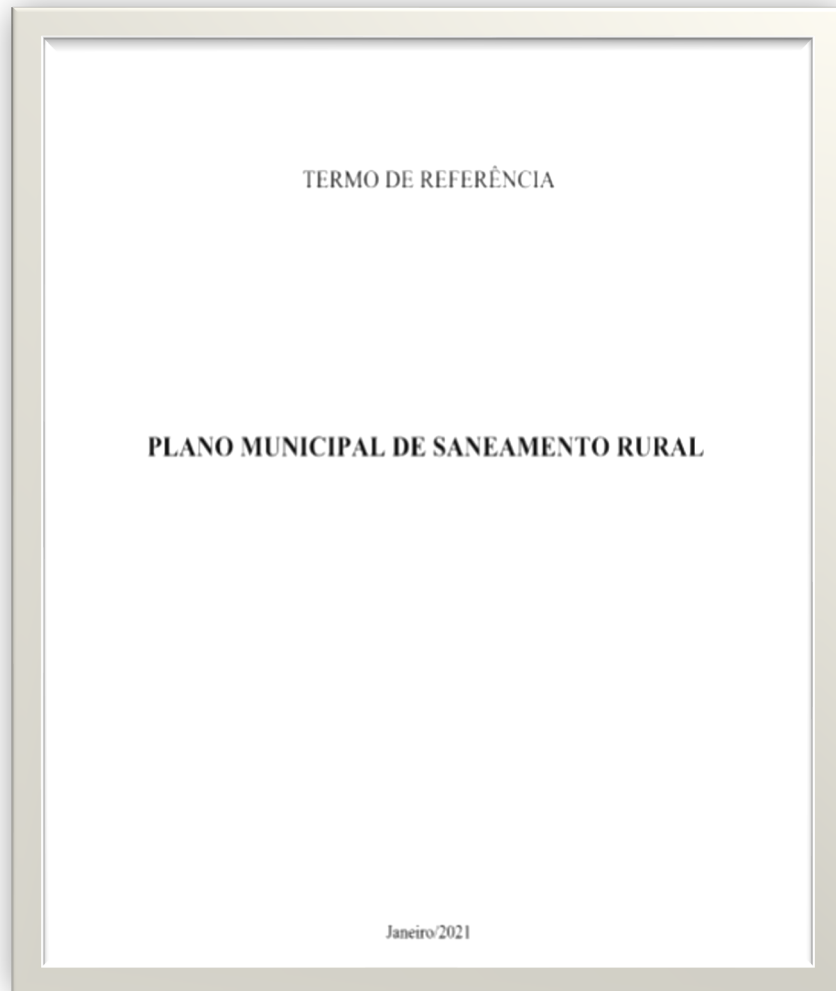 TERMO DE REFERÊNCIA
PLANO MUNICIPAL DE SANEAMENTO RURAL
Janeiro/2021